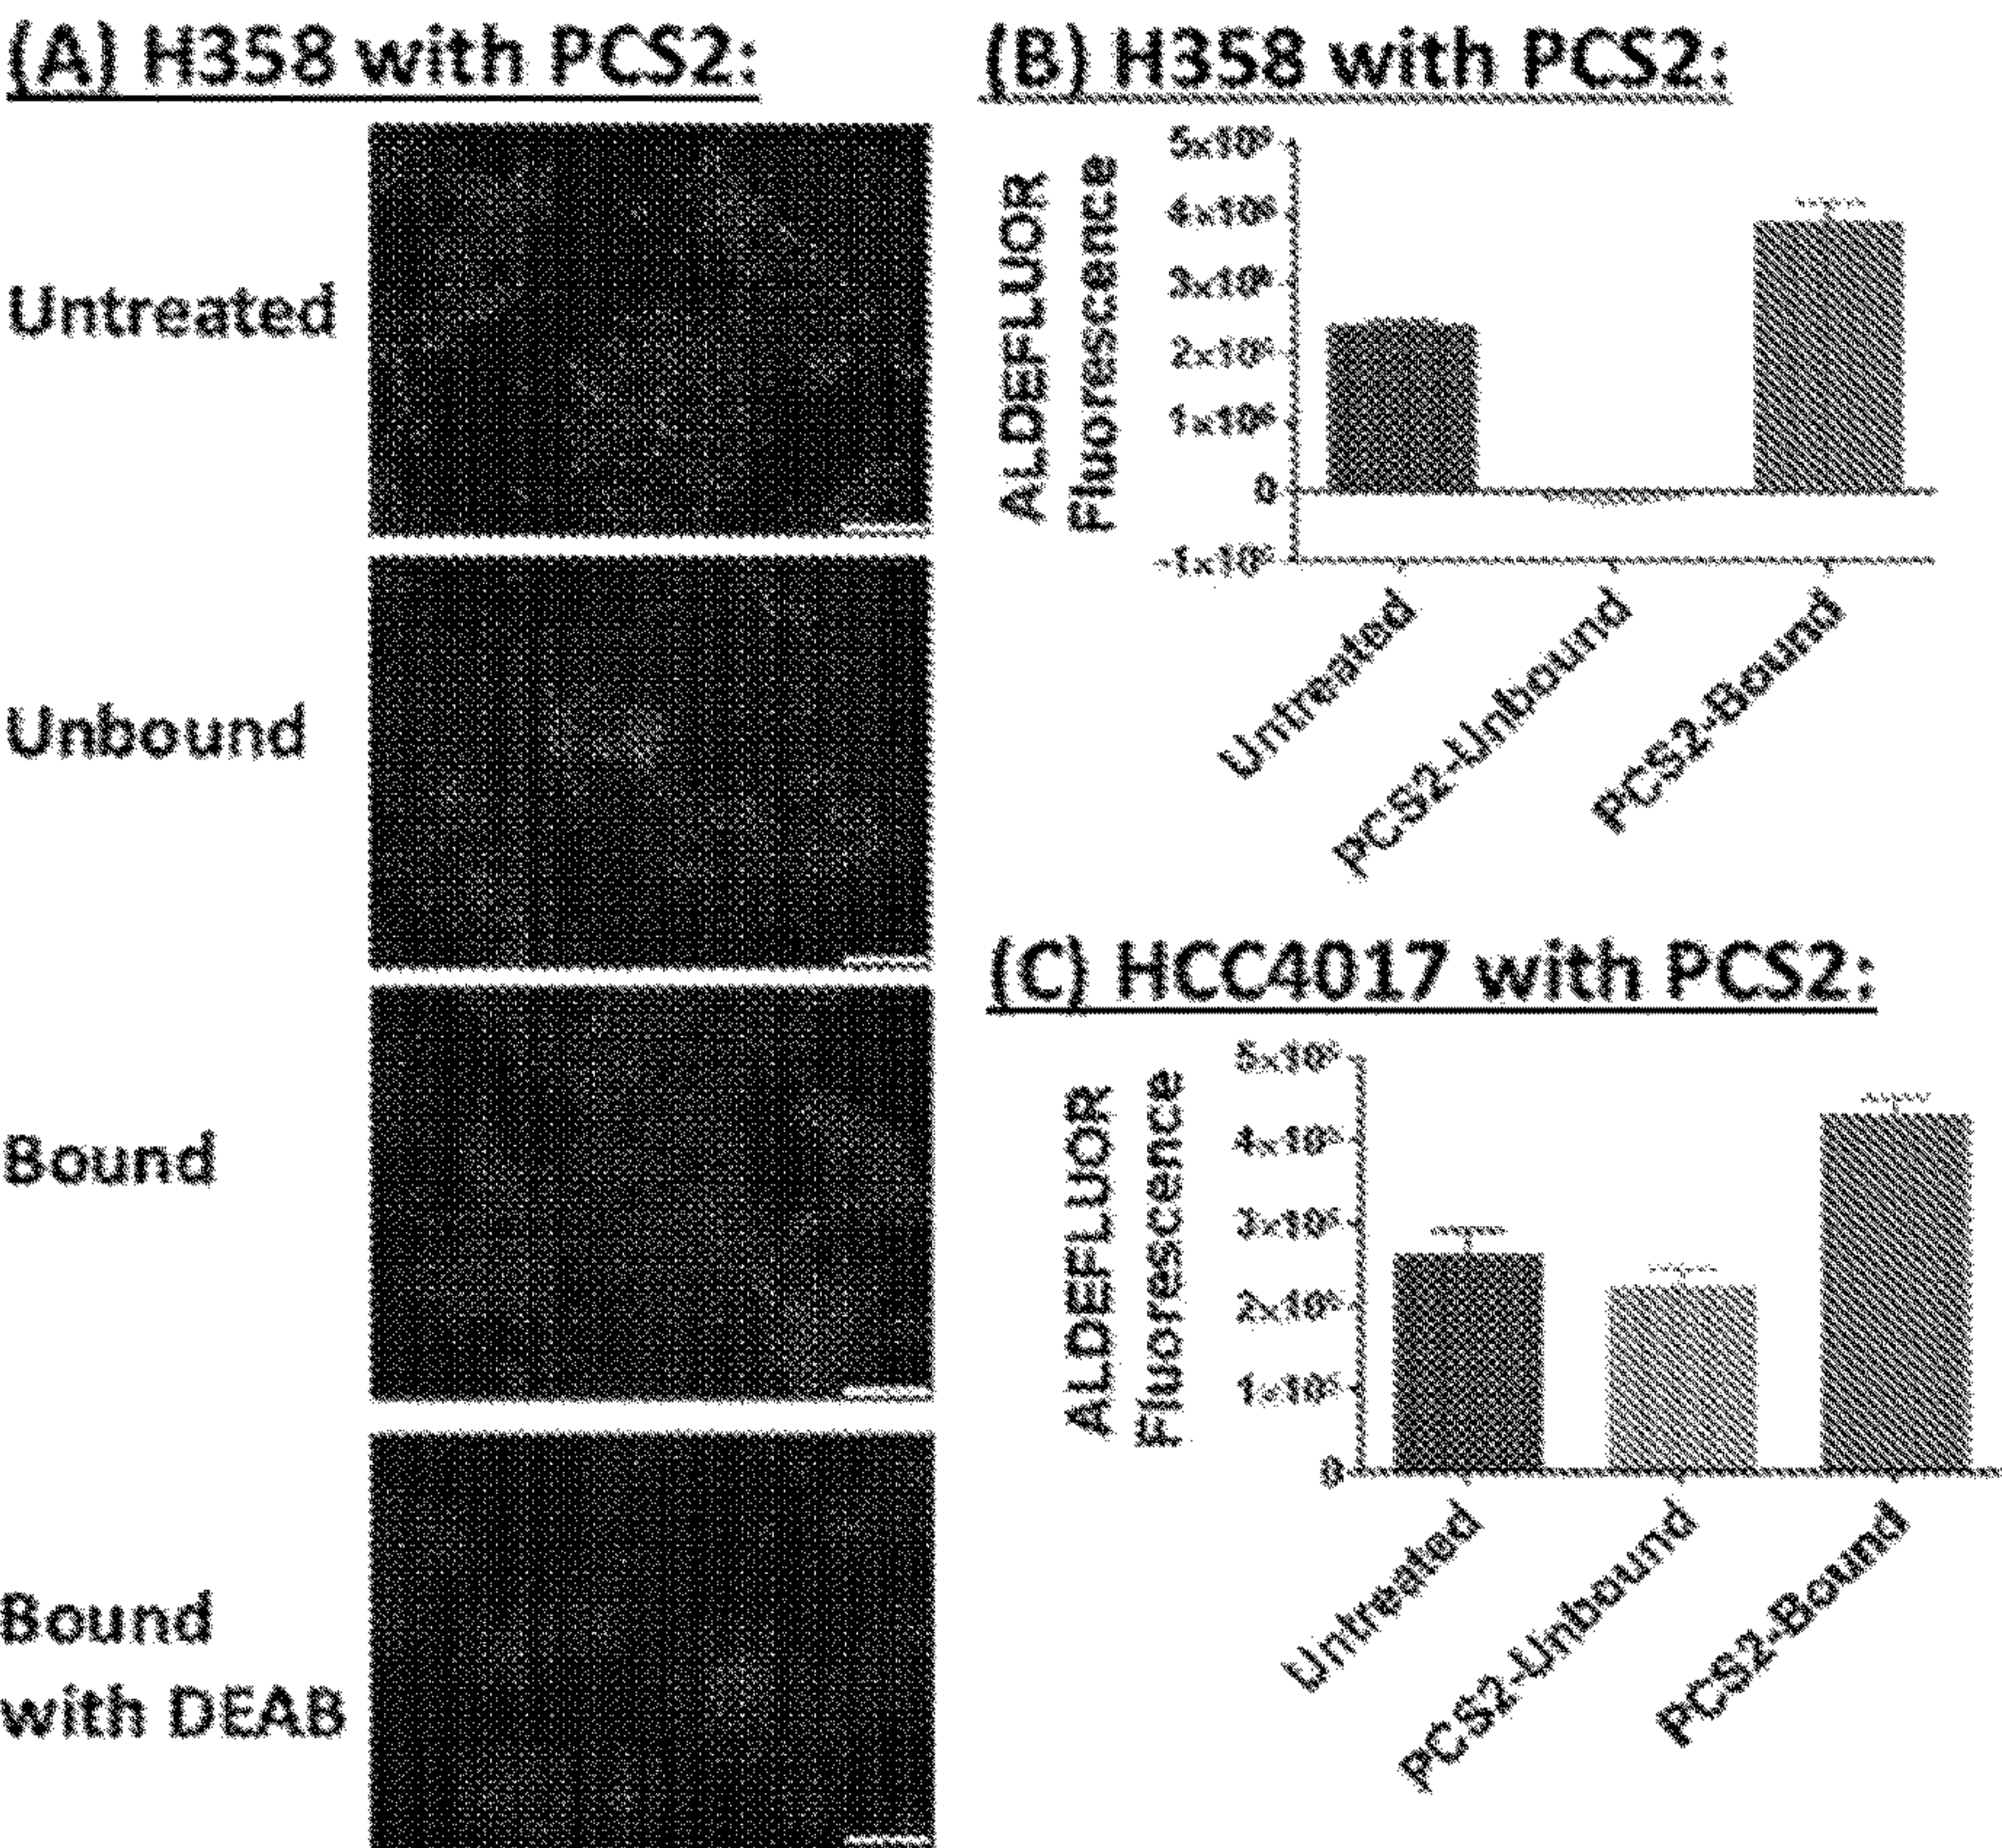 (A) H358 with PCS2:
Untreated
Unbound
Bound
Bound
with DEAB
(B) H358 with PCS2:
ALDEFLUOR
Fluorescence
0
Untreated
PCS2-Unbound
PCS2-Bound
(C) HCC4017 with PCS2:
ALDEFLUOR
Fluorescence
0
Untreated
PCS2-Unbound
PCS2-Bound